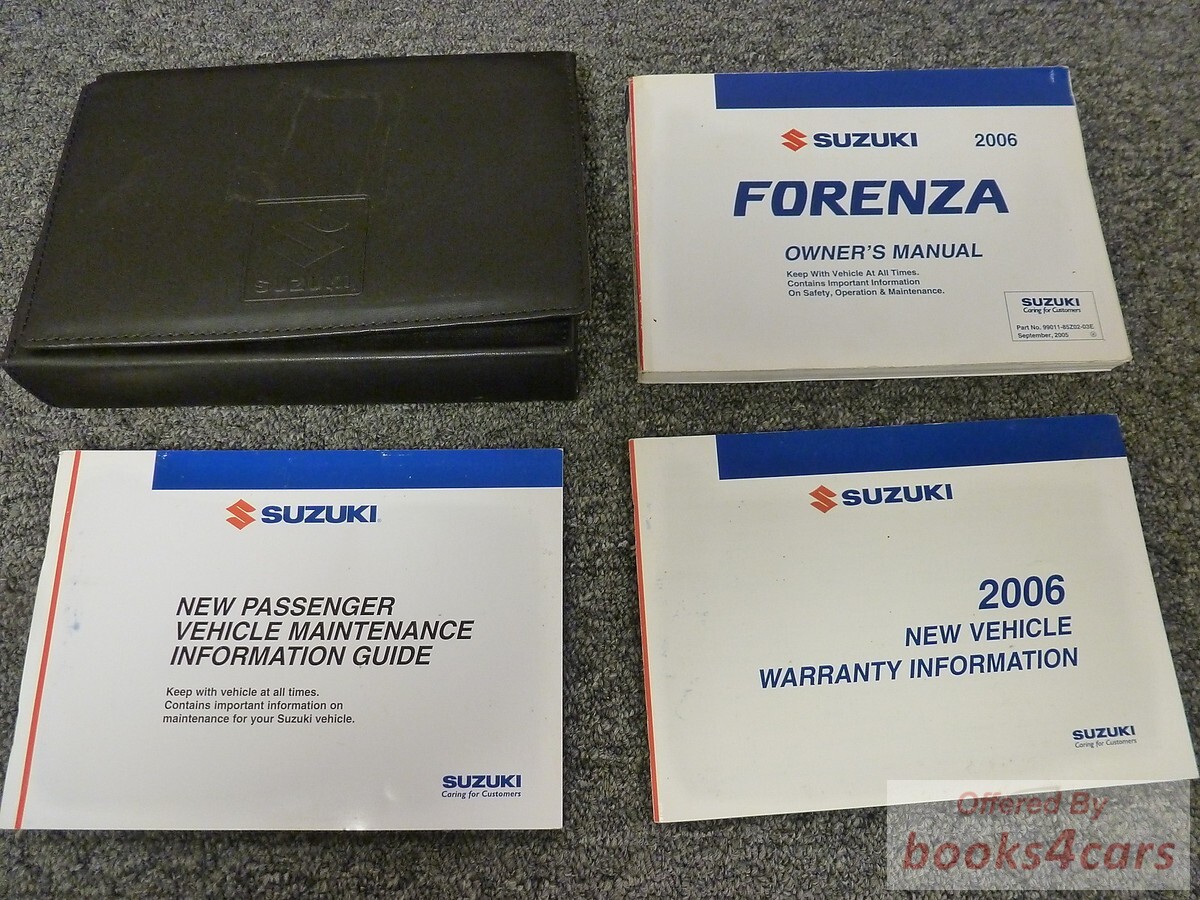 SUZUKI
SUZUKI 2006
FORENZA
OWNER'S MANUAL
Keep With Vehicle At All Times.
Contains Important Information
On Safety, Operation & Maintenance.
SUZUKI
Caring for Customers
Part No. 99011-85Z02-03E
September, 2005
SUZUKI
NEW PASSENGER
VEHICLE MAINTENANCE
INFORMATION GUIDE
Keep with vehicle at all times.
Contains important information on
maintenance for your Suzuki vehicle.
SUZUKI
Caring for Customers
SUZUKI
2006
NEW VEHICLE
WARRANTY INFORMATION
SUZUKI
Caring for Customers
Offered By
books4cars